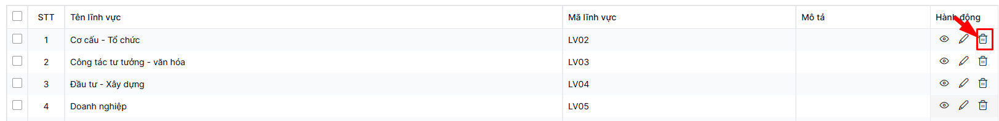 STT Tên lĩnh vực Mã lĩnh vực Mô tả Hành động
1 Cơ cấu - Tổ chức LV02
2 Công tác tư tưởng - văn hóa LV03
3 Đầu tư - Xây dựng LV04
4 Doanh nghiệp LV05